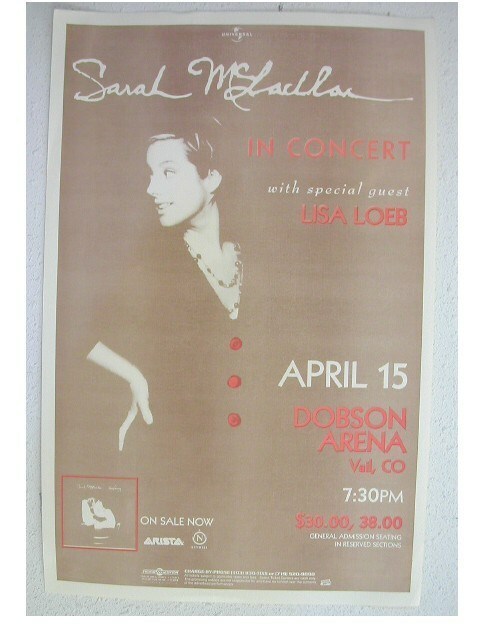 UNIVERSAL
Sarah McLachlan
IN CONCERT
with special guest
LISA LOEB
APRIL 15
DOBSON
ARENA
Vail, CO
7:30PM
$30.00, 38.00
GENERAL ADMISSION SEATING
IN RESERVED SECTIONS
ON SALE NOW
ARISTA